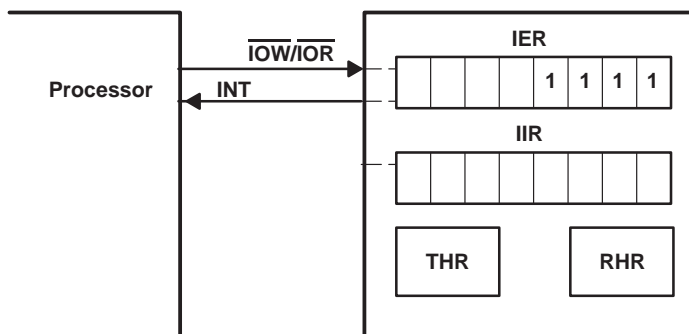 IOW/IOR
IER
Processor
INT
1 1 1 1
IIR
THR
RHR